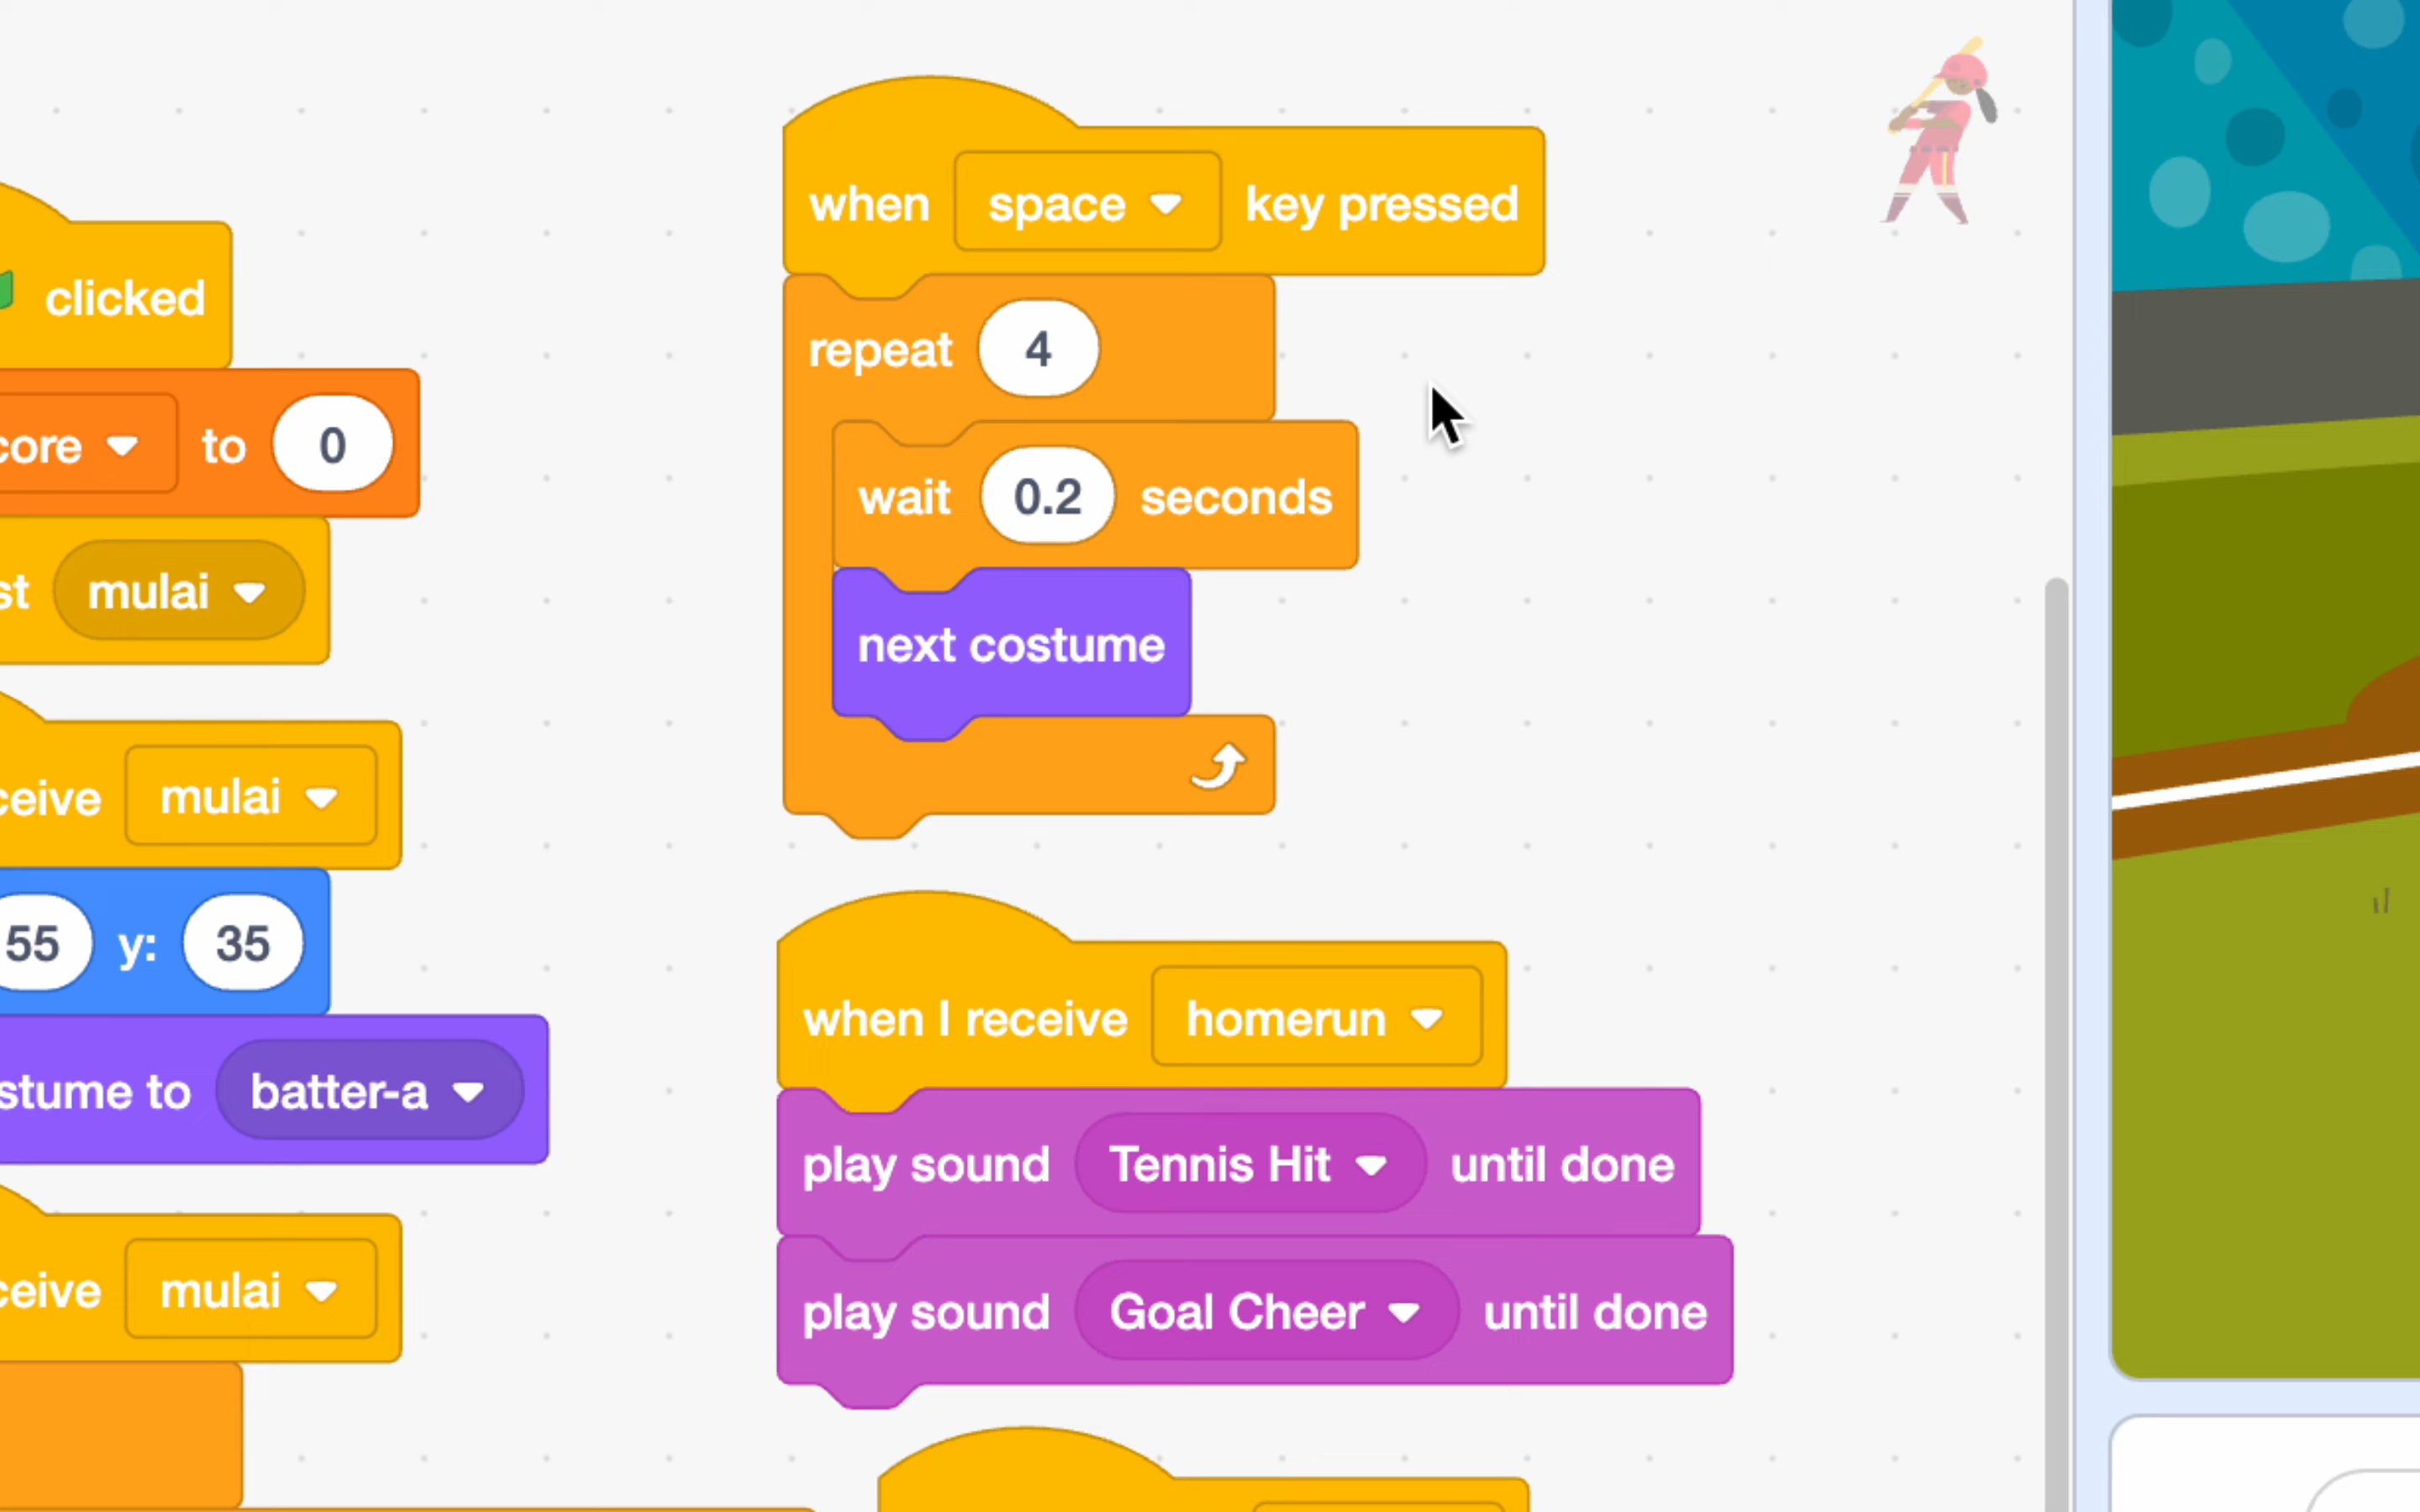 clicked
core to 0
st mulai
ceive mulai
55 y: 35
stume to batter-a
ceive mulai
when space key pressed
repeat 4
wait 0.2 seconds
next costume
when I receive homerun
play sound Tennis Hit until done
play sound Goal Cheer until done